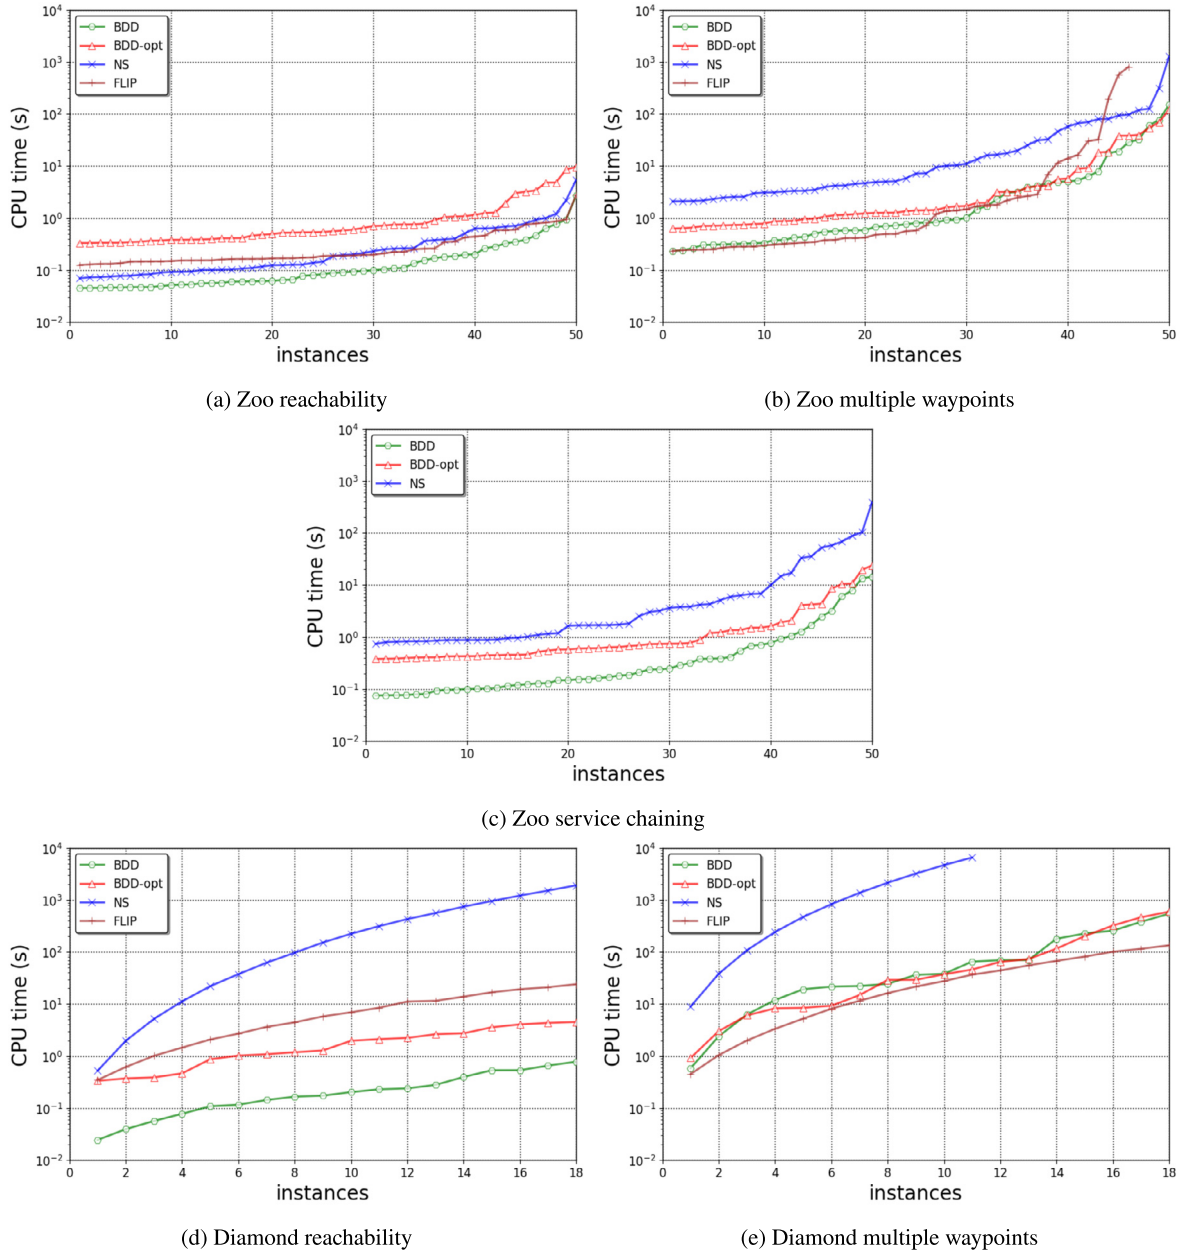 10^4
10^3
10^2
10^1
10^0
10^-1
10^-2
CPU time (s)
BDD
BDD-opt
NS
FLIP
0 10 20 30 40 50
instances
(a) Zoo reachability
10^4
10^3
10^2
10^1
10^0
10^-1
10^-2
CPU time (s)
BDD
BDD-opt
NS
FLIP
0 10 20 30 40 50
instances
(b) Zoo multiple waypoints
10^4
10^3
10^2
10^1
10^0
10^-1
10^-2
CPU time (s)
BDD
BDD-opt
NS
0 10 20 30 40 50
instances
(c) Zoo service chaining
10^4
10^3
10^2
10^1
10^0
10^-1
10^-2
CPU time (s)
BDD
BDD-opt
NS
FLIP
0 2 4 6 8 10 12 14 16 18
instances
(d) Diamond reachability
10^4
10^3
10^2
10^1
10^0
10^-1
10^-2
CPU time (s)
BDD
BDD-opt
NS
FLIP
0 2 4 6 8 10 12 14 16 18
instances
(e) Diamond multiple waypoints